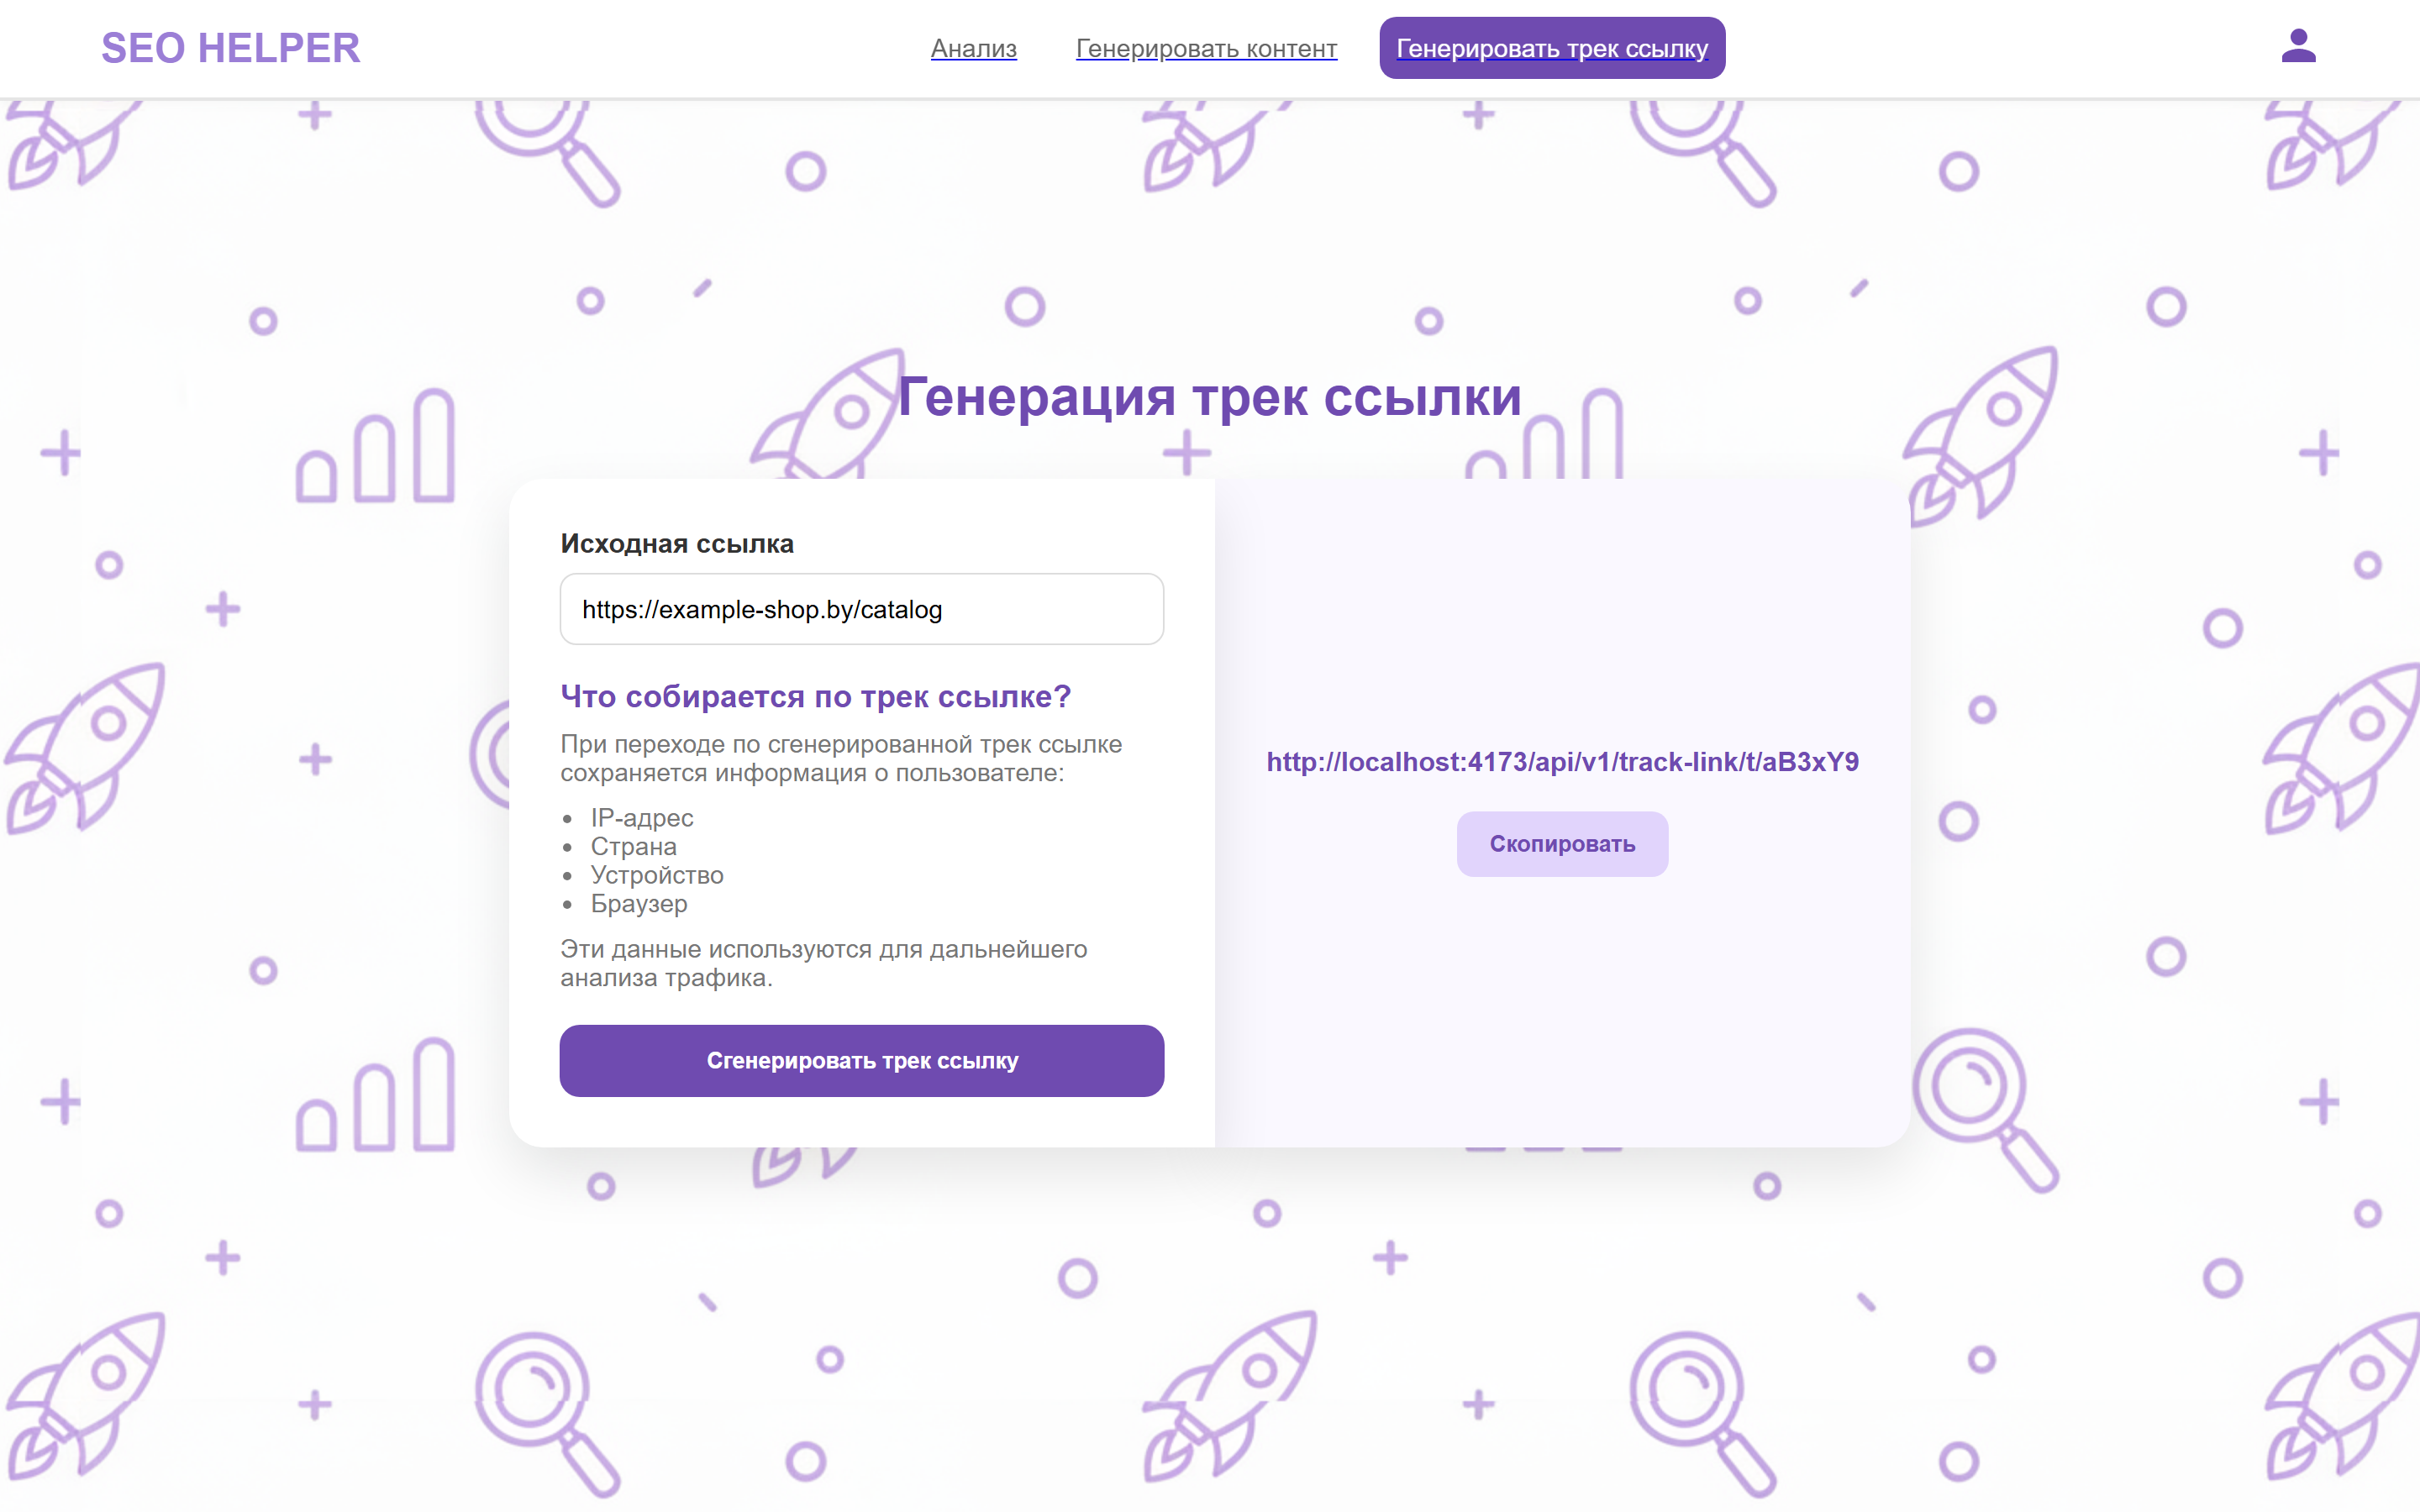 SEO HELPER
Анализ
Генерировать контент
Генерировать трек ссылку
Генерация трек ссылки
Исходная ссылка
https://example-shop.by/catalog
Что собирается по трек ссылке?
При переходе по сгенерированной трек ссылке
сохраняется информация о пользователе:
IP-адрес
Страна
Устройство
Браузер
Эти данные используются для дальнейшего
анализа трафика.
Сгенерировать трек ссылку
http://localhost:4173/api/v1/track-link/t/aB3xY9
Скопировать